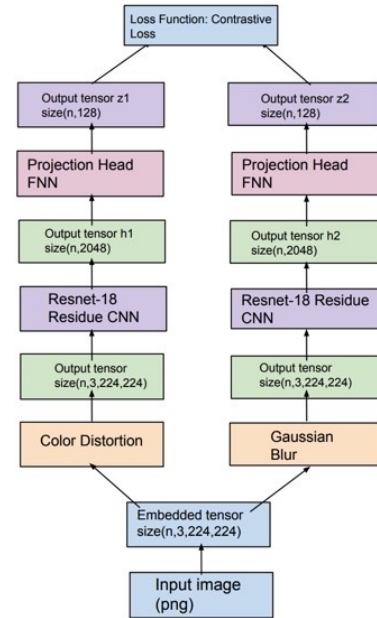 Loss Function: Contrastive
Loss
Output tensor z1
size(n,128)
Output tensor z2
size(n,128)
Projection Head
FNN
Projection Head
FNN
Output tensor h1
size(n,2048)
Output tensor h2
size(n,2048)
Resnet-18
Residue CNN
Resnet-18 Residue
CNN
Output tensor
size(n,3,224,224)
Output tensor
size(n,3,224,224)
Color Distortion
Gaussian
Blur
Embedded tensor
size(n,3,224,224)
Input image
(png)